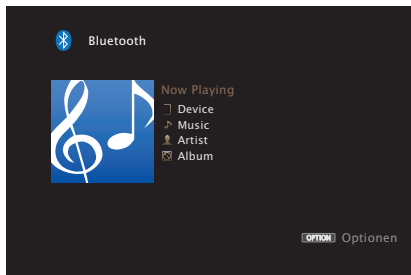 Bluetooth
Now Playing
Device
Music
Artist
Album
OPTION Optionen